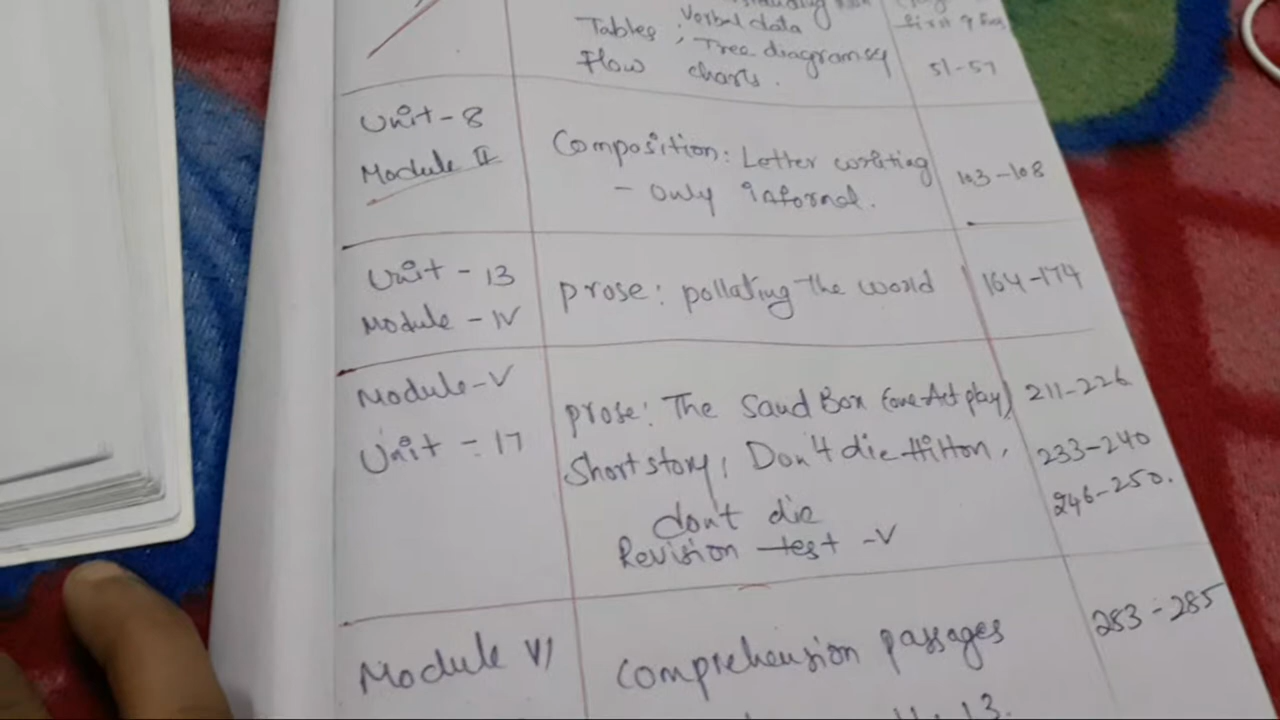 Verbal data
Tables ; Tree diagrams
Flow charts.
51-57
Unit-8
Module II
Composition: Letter writing
- only informal.
103-108
Unit - 13
Module - IV
Prose: pollating the world
164-174
Module-V
Unit - 17
Prose: The Sand Box (one-Act play)
211-226
Short story, Don't die Hilton,
233-240
don't die
246-250.
Revision test -V
Module VI
Comprehension passages
283-285
13.